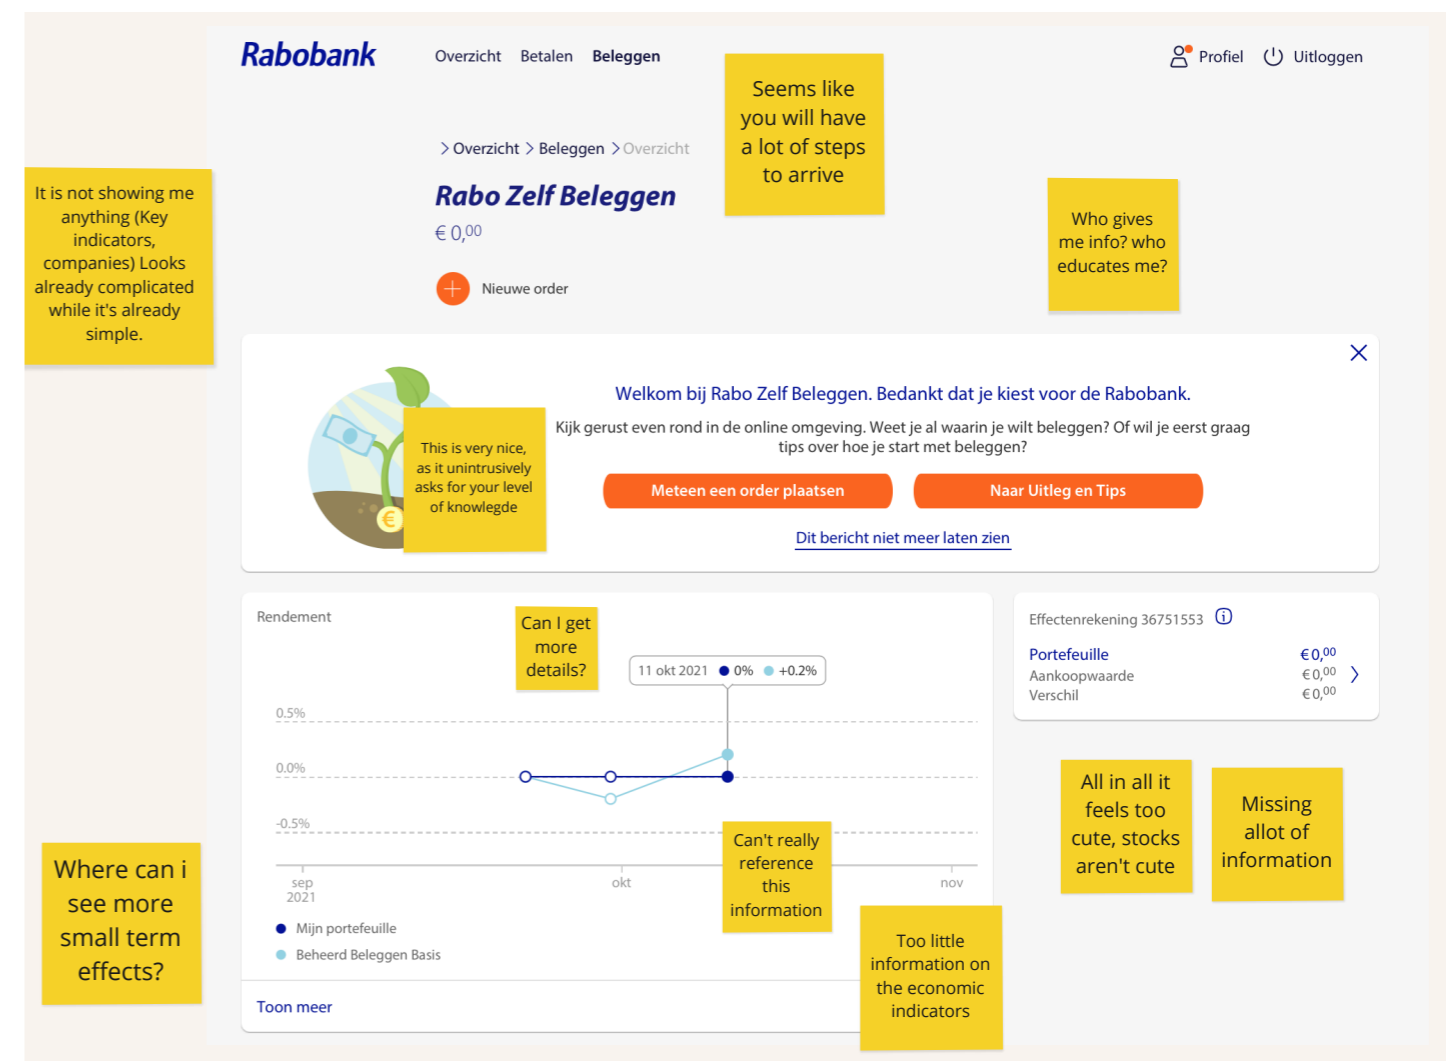 Rabobank
Overzicht Betalen Beleggen
Profiel Uitloggen
Seems like
you will have
a lot of steps
to arrive
> Overzicht > Beleggen > Overzicht
Rabo Zelf Beleggen
€ 0,00
Nieuwe order
It is not showing me
anything (Key
indicators,
companies) Looks
already complicated
while it's already
simple.
Who gives
me info? who
educates me?
Welkom bij Rabo Zelf Beleggen. Bedankt dat je kiest voor de Rabobank.
Kijk gerust even rond in de online omgeving. Weet je al waarin je wilt beleggen? Of wil je eerst graag
tips over hoe je start met beleggen?
Meteen een order plaatsen
Naar Uitleg en Tips
Dit bericht niet meer laten zien
€
This is very nice,
as it unintrusively
asks for your level
of knowlegde
Rendement
Can I get
more
details?
11 okt 2021 0% +0.2%
0.5%
0.0%
-0.5%
sep
2021
okt
nov
Mijn portefeuille
Beheerd Beleggen Basis
Toon meer
Can't really
reference
this
information
Too little
information on
the economic
indicators
Effectenrekening 36751553
Portefeuille € 0,00
Aankoopwaarde € 0,00
Verschil € 0,00
All in all it
feels too
cute, stocks
aren't cute
Missing
allot of
information
Where can i
see more
small term
effects?